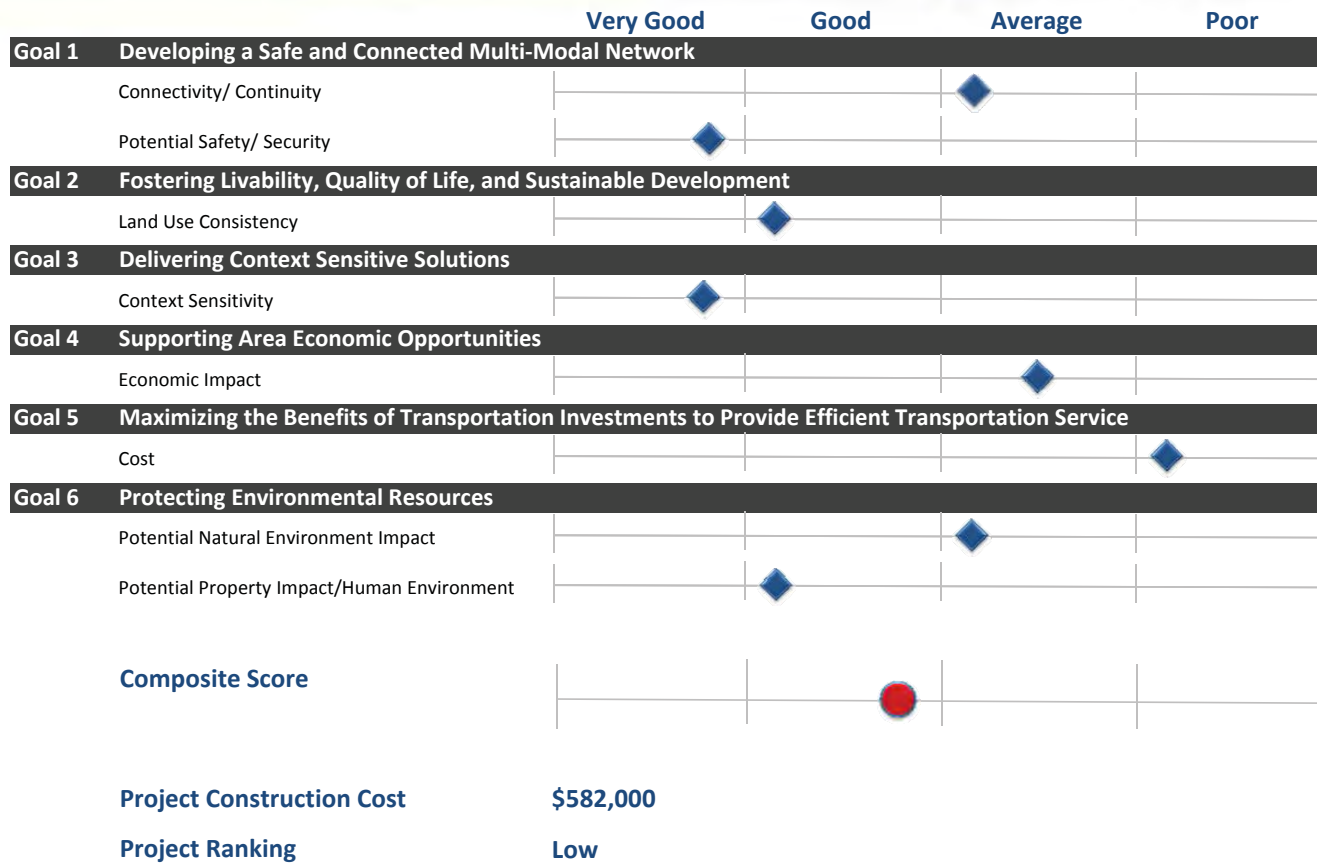 Very Good Good Average Poor
Goal 1 Developing a Safe and Connected Multi-Modal Network
Connectivity/ Continuity
Potential Safety/ Security
Goal 2 Fostering Livability, Quality of Life, and Sustainable Development
Land Use Consistency
Goal 3 Delivering Context Sensitive Solutions
Context Sensitivity
Goal 4 Supporting Area Economic Opportunities
Economic Impact
Goal 5 Maximizing the Benefits of Transportation Investments to Provide Efficient Transportation Service
Cost
Goal 6 Protecting Environmental Resources
Potential Natural Environment Impact
Potential Property Impact/Human Environment
Composite Score
Project Construction Cost $582,000
Project Ranking Low